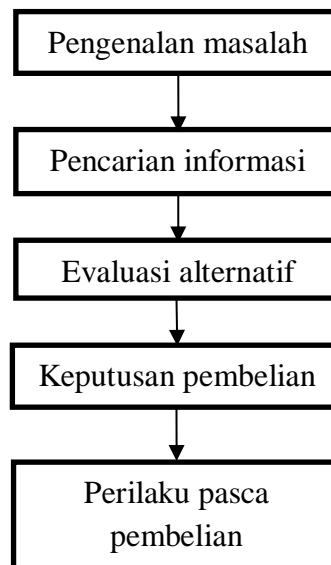 Pengenalan masalah
Pencarian informasi
Evaluasi alternatif
Keputusan pembelian
Perilaku pasca
pembelian